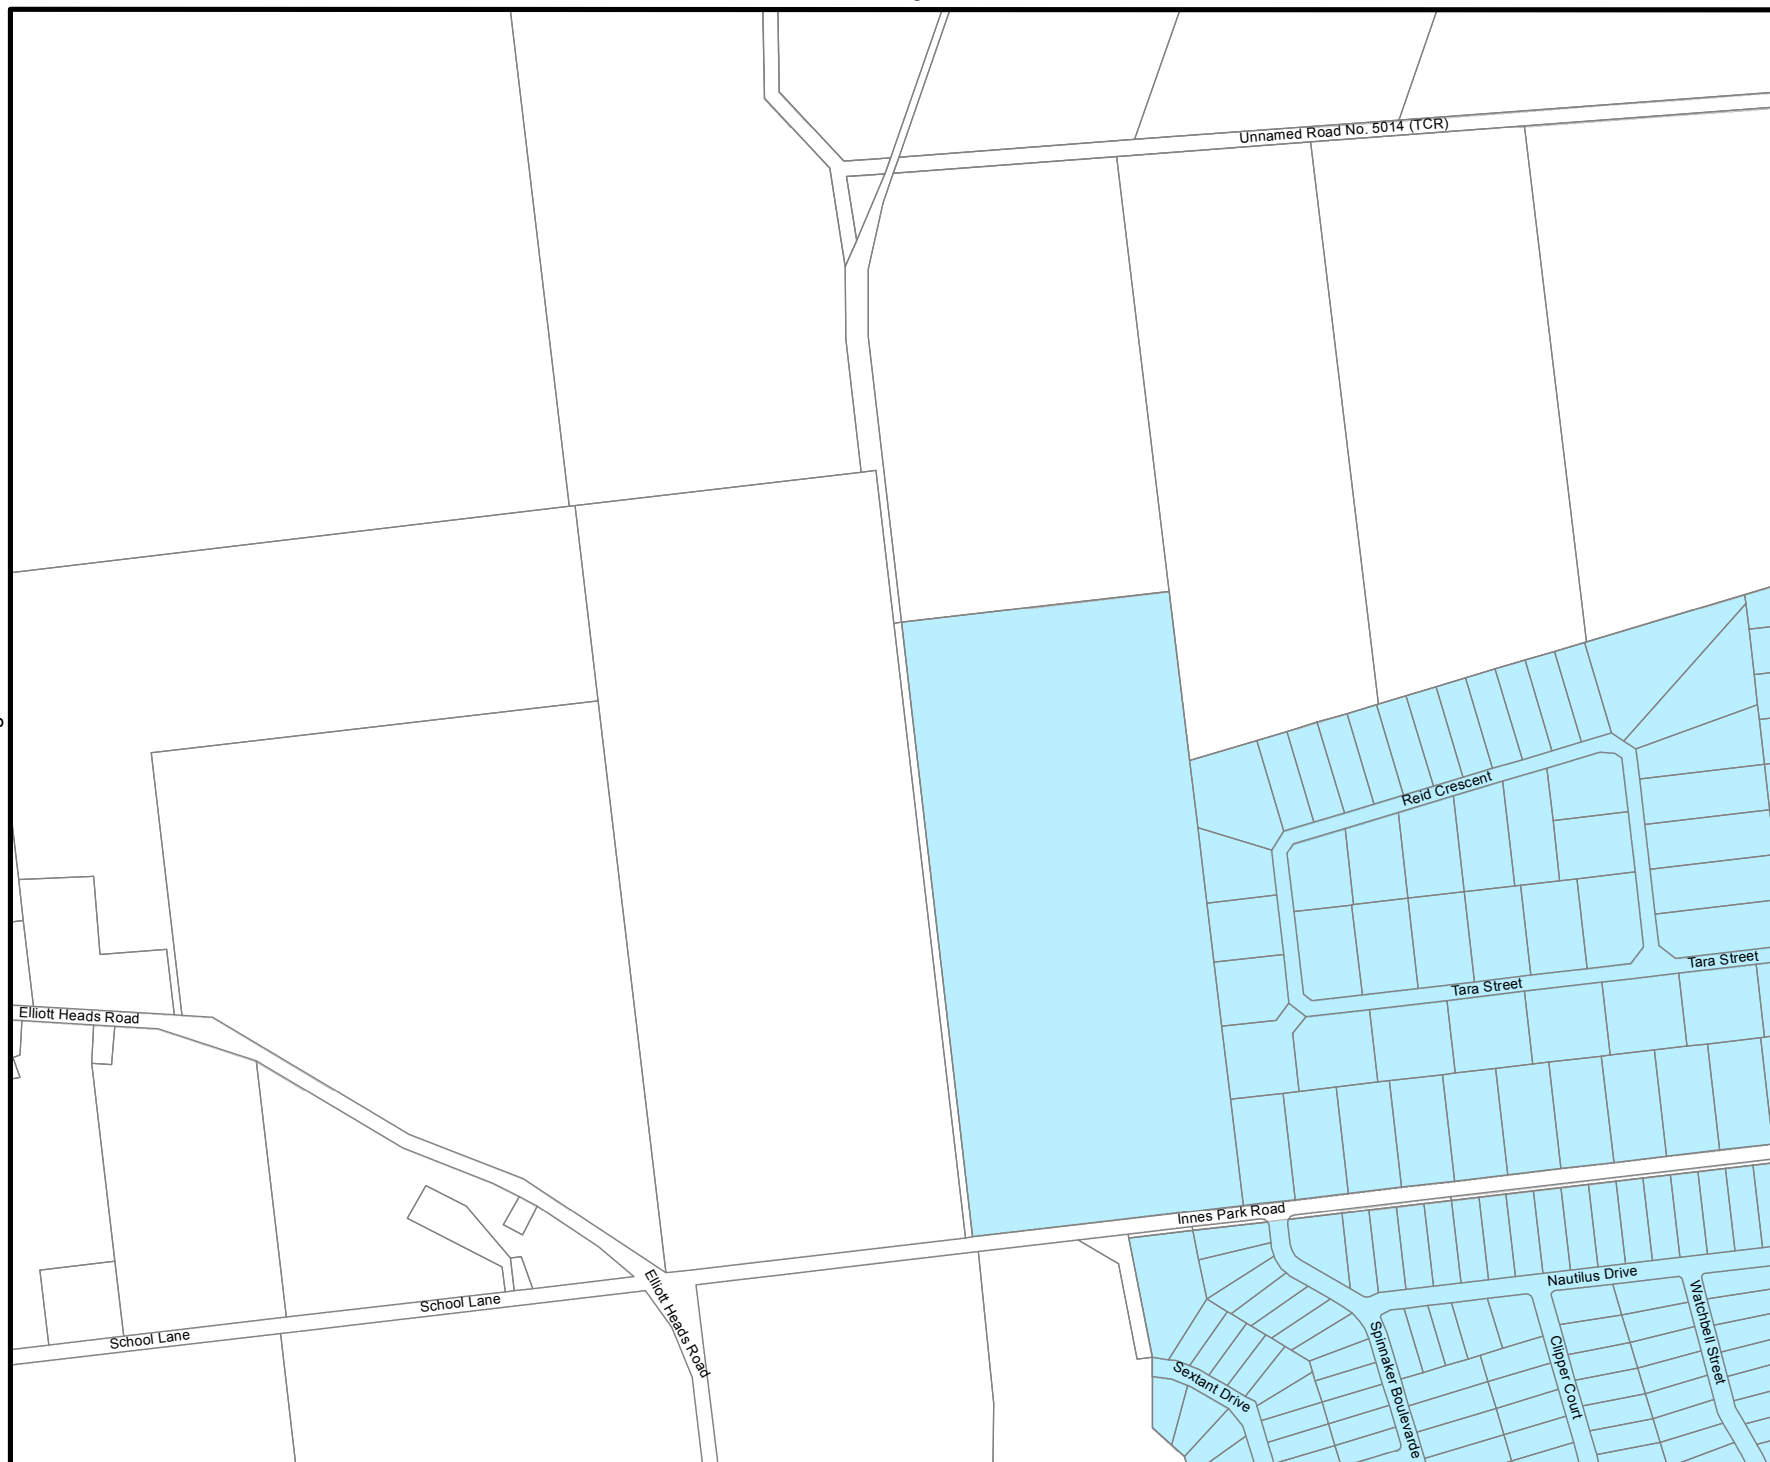 Unnamed Road No. 5014 (TCR)
Reid Crescent
Tara Street
Tara Street
Elliott Heads Road
Innes Park Road
Nautilus Drive
Elliott Heads Road
School Lane
School Lane
Watchbell Street
Spinnaker Boulevarde
Clipper Court
Sextant Drive